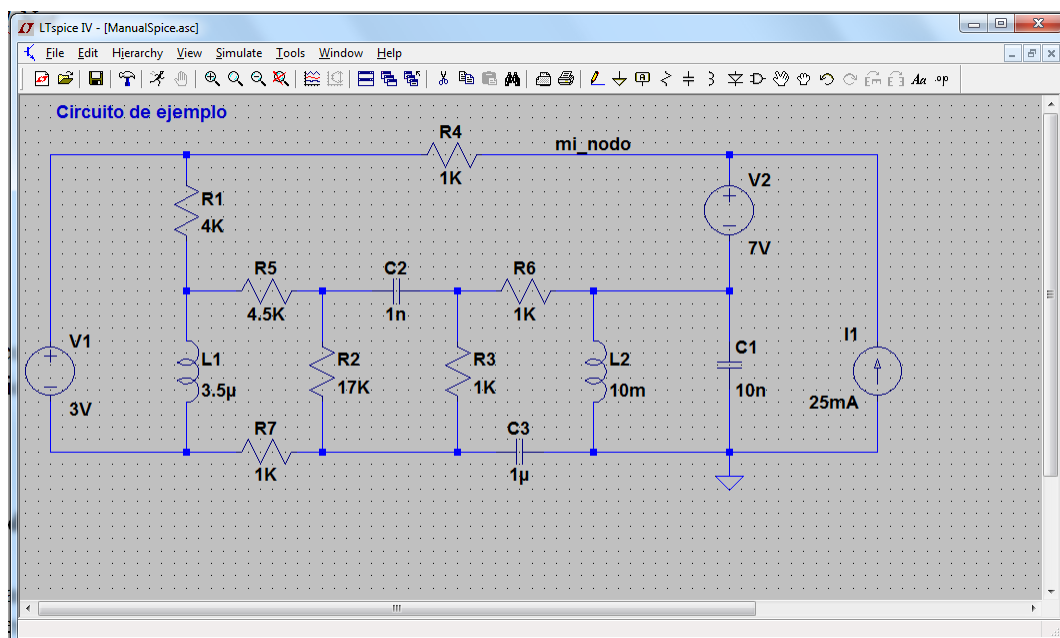 LTspice IV - [ManualSpice.asc]
File Edit Hierarchy View Simulate Tools Window Help
Aa .op
Circuito de ejemplo
R4
1K
mi_nodo
R1
4K
V2
7V
R5
4.5K
C2
1n
R6
1K
V1
3V
L1
3.5µ
R2
17K
R3
1K
L2
10m
C1
10n
I1
25mA
R7
1K
C3
1µ